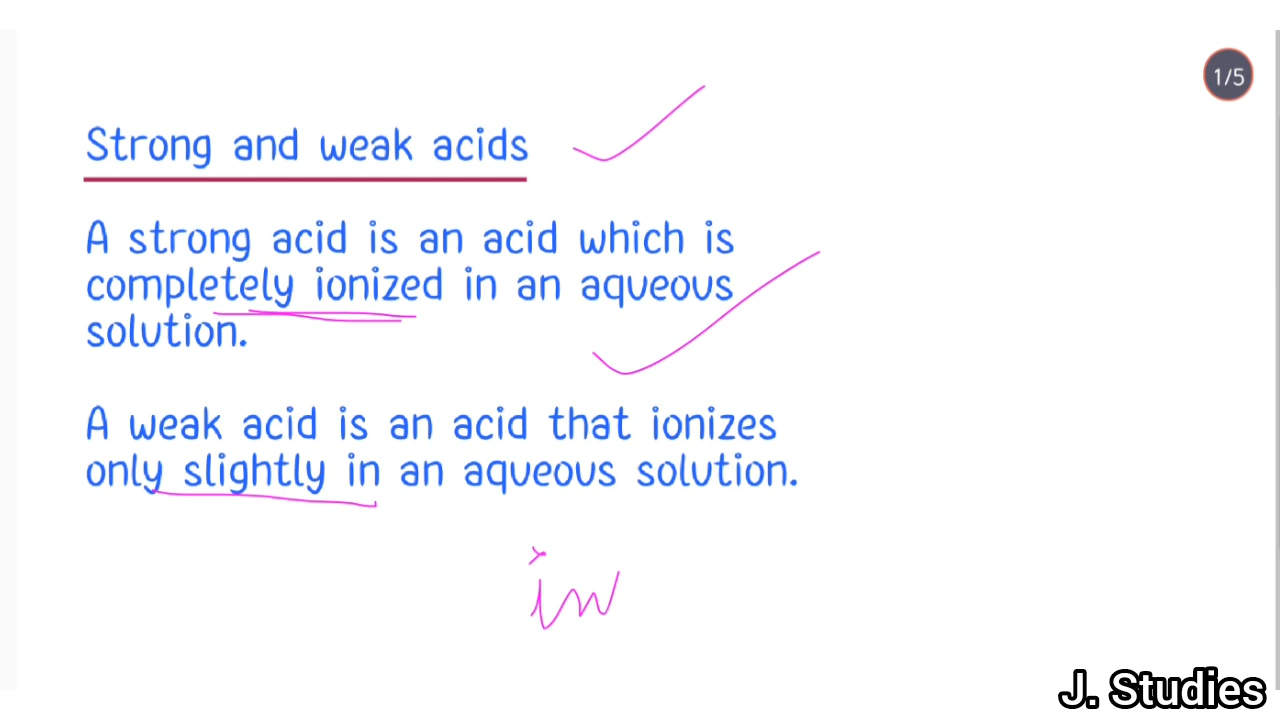 1/5
Strong and weak acids
A strong acid is an acid which is
completely ionized in an aqueous
solution.
A weak acid is an acid that ionizes
only slightly in an aqueous solution.
J. Studies